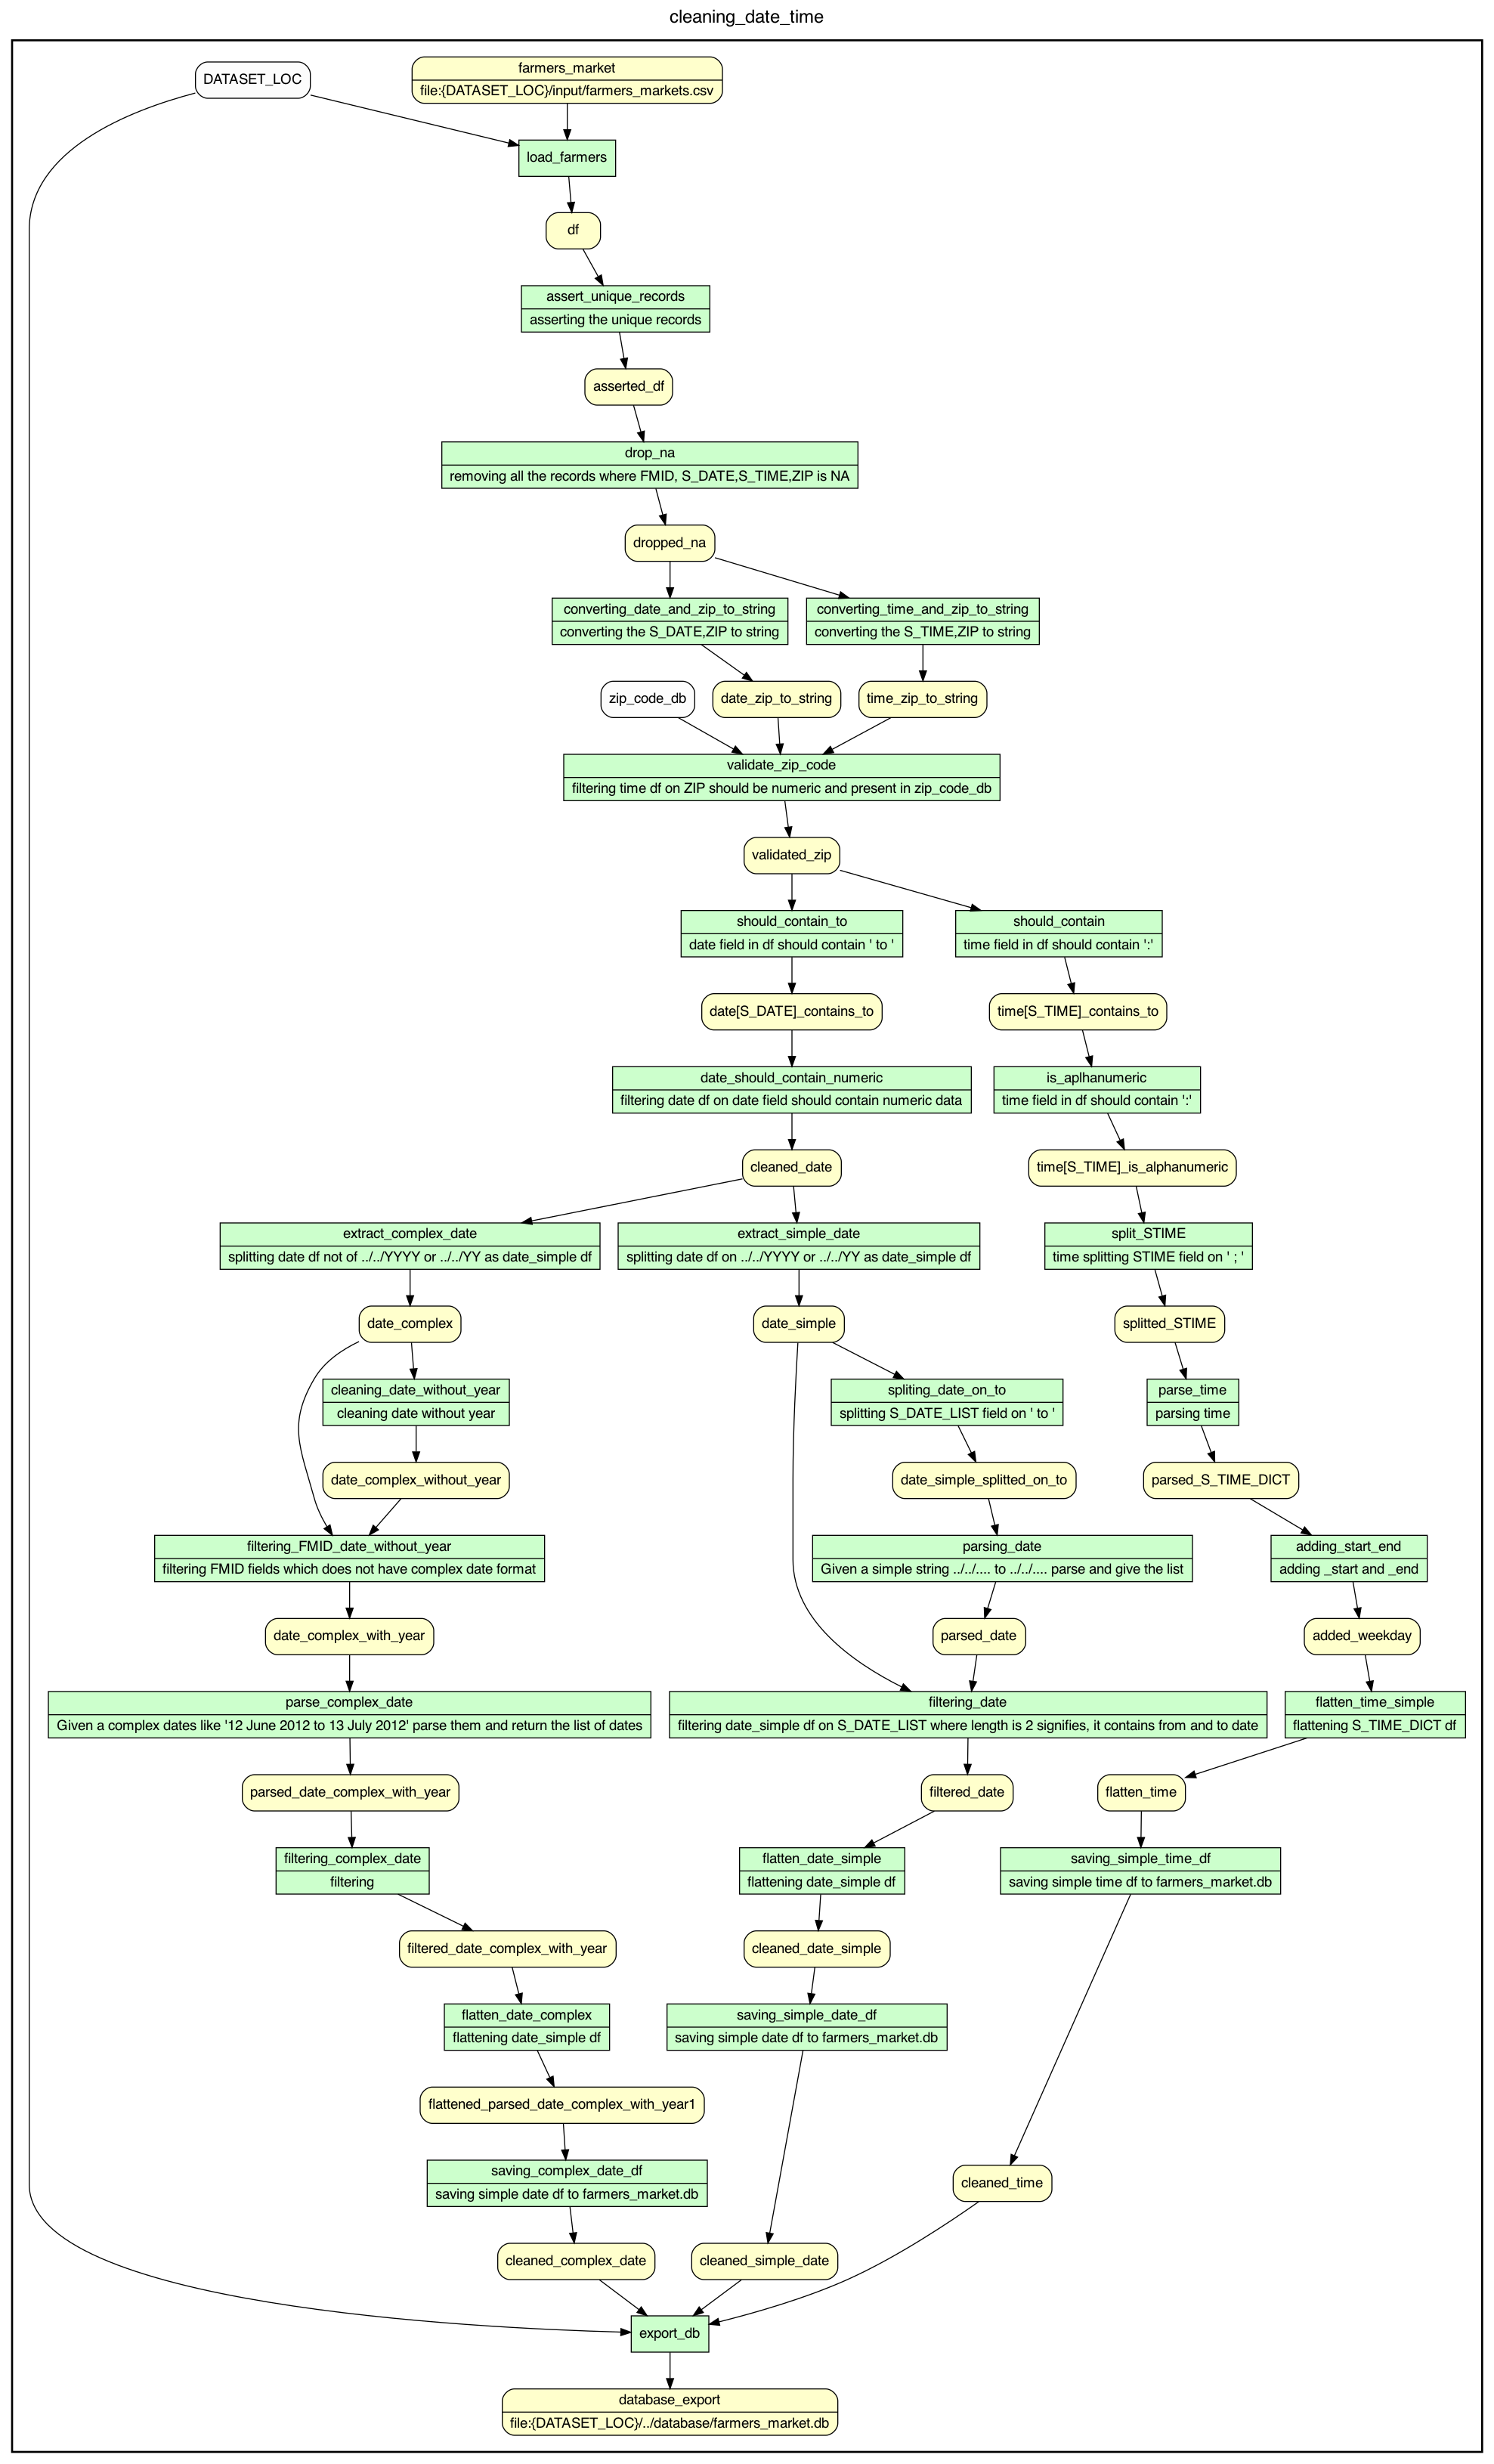 cleaning_date_time
DATASET_LOC
farmers_market
file:{DATASET_LOC}/input/farmers_markets.csv
load_farmers
df
assert_unique_records
asserting the unique records
asserted_df
drop_na
removing all the records where FMID, S_DATE,S_TIME,ZIP is NA
dropped_na
converting_date_and_zip_to_string
converting the S_DATE,ZIP to string
converting_time_and_zip_to_string
converting the S_TIME,ZIP to string
zip_code_db
date_zip_to_string
time_zip_to_string
validate_zip_code
filtering time df on ZIP should be numeric and present in zip_code_db
validated_zip
should_contain_to
date field in df should contain ' to '
should_contain
time field in df should contain ':'
date[S_DATE]_contains_to
time[S_TIME]_contains_to
date_should_contain_numeric
filtering date df on date field should contain numeric data
is_aplhanumeric
time field in df should contain ':'
cleaned_date
time[S_TIME]_is_alphanumeric
extract_complex_date
splitting date df not of ../../YYYY or ../../YY as date_simple df
extract_simple_date
splitting date df on ../../YYYY or ../../YY as date_simple df
split_STIME
time splitting STIME field on ' ; '
date_complex
date_simple
splitted_STIME
cleaning_date_without_year
cleaning date without year
spliting_date_on_to
splitting S_DATE_LIST field on ' to '
parse_time
parsing time
date_complex_without_year
date_simple_splitted_on_to
parsed_S_TIME_DICT
filtering_FMID_date_without_year
filtering FMID fields which does not have complex date format
parsing_date
Given a simple string ../../.... to ../../.... parse and give the list
adding_start_end
adding _start and _end
date_complex_with_year
parsed_date
added_weekday
parse_complex_date
Given a complex dates like '12 June 2012 to 13 July 2012' parse them and return the list of dates
filtering_date
filtering date_simple df on S_DATE_LIST where length is 2 signifies, it contains from and to date
flatten_time_simple
flattening S_TIME_DICT df
parsed_date_complex_with_year
filtered_date
flatten_time
filtering_complex_date
filtering
flatten_date_simple
flattening date_simple df
saving_simple_time_df
saving simple time df to farmers_market.db
filtered_date_complex_with_year
cleaned_date_simple
flatten_date_complex
flattening date_simple df
saving_simple_date_df
saving simple date df to farmers_market.db
flattened_parsed_date_complex_with_year1
saving_complex_date_df
saving simple date df to farmers_market.db
cleaned_time
cleaned_complex_date
cleaned_simple_date
export_db
database_export
file:{DATASET_LOC}/../database/farmers_market.db